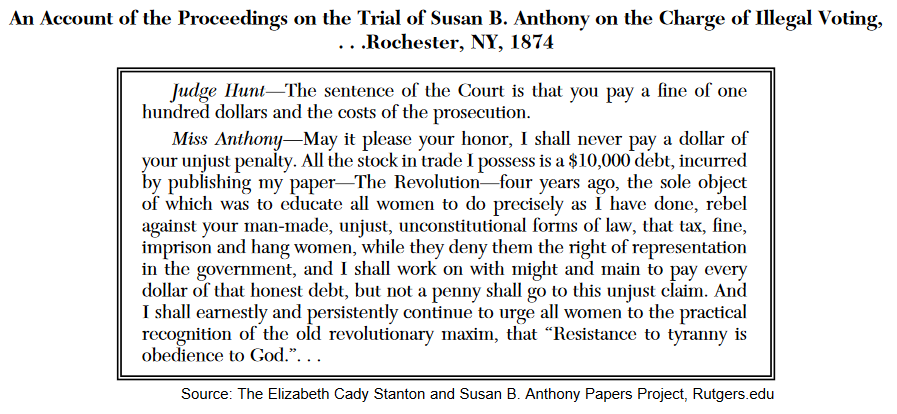 An Account of the Proceedings on the Trial of Susan B. Anthony on the Charge of Illegal Voting,
. . .Rochester, NY, 1874
Judge Hunt—The sentence of the Court is that you pay a fine of one
hundred dollars and the costs of the prosecution.
Miss Anthony—May it please your honor, I shall never pay a dollar of
your unjust penalty. All the stock in trade I possess is a $10,000 debt, incurred
by publishing my paper—The Revolution—four years ago, the sole object
of which was to educate all women to do precisely as I have done, rebel
against your man-made, unjust, unconstitutional forms of law, that tax, fine,
imprison and hang women, while they deny them the right of representation
in the government, and I shall work on with might and main to pay every
dollar of that honest debt, but not a penny shall go to this unjust claim. And
I shall earnestly and persistently continue to urge all women to the practical
recognition of the old revolutionary maxim, that “Resistance to tyranny is
obedience to God.”. . .
Source: The Elizabeth Cady Stanton and Susan B. Anthony Papers Project, Rutgers.edu